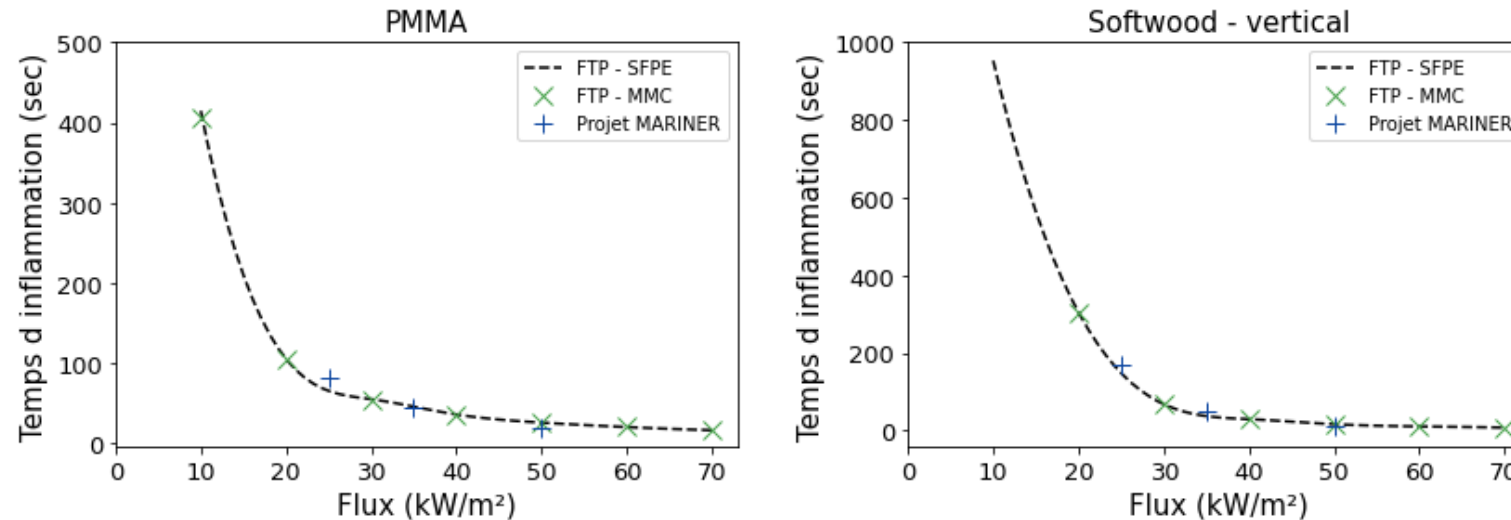 PMMA
500
400
300
200
100
0
Temps d inflammation (sec)
FTP - SFPE
FTP - MMC
Projet MARINER
0 10 20 30 40 50 60 70
Flux (kW/m²)
Softwood - vertical
1000
800
600
400
200
0
Temps d inflammation (sec)
FTP - SFPE
FTP - MMC
Projet MARINER
0 10 20 30 40 50 60 70
Flux (kW/m²)